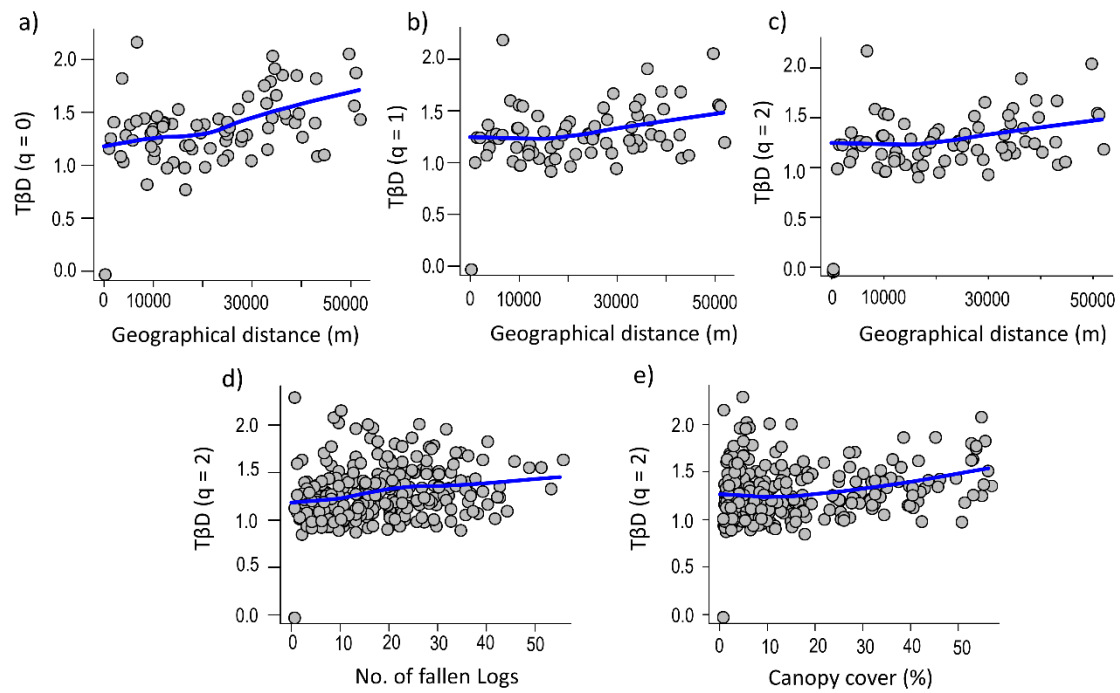 a)
b)
c)
TβD (q = 0)
2.0
1.5
1.0
0.5
0.0
0 10000 30000 50000
Geographical distance (m)
TβD (q = 1)
2.0
1.5
1.0
0.5
0.0
0 10000 30000 50000
Geographical distance (m)
TβD (q = 2)
2.0
1.5
1.0
0.5
0.0
0 10000 30000 50000
Geographical distance (m)
d)
e)
TβD (q = 2)
2.0
1.5
1.0
0.5
0.0
0 10 20 30 40 50
No. of fallen Logs
TβD (q = 2)
2.0
1.5
1.0
0.5
0.0
0 10 20 30 40 50
Canopy cover (%)